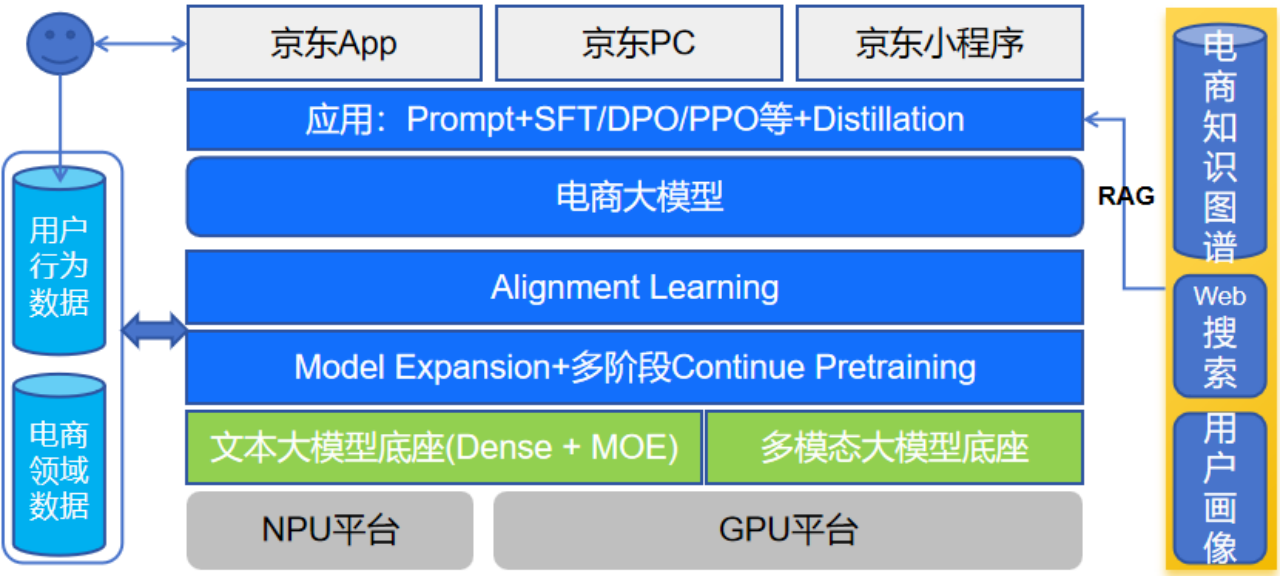 京东App
京东PC
京东小程序
应用：Prompt+SFT/DPO/PPO等+Distillation
电商大模型
Alignment Learning
Model Expansion+多阶段Continue Pretraining
文本大模型底座(Dense + MOE)
多模态大模型底座
NPU平台
GPU平台
用户
行为
数据
电商
领域
数据
RAG
电
商
知
识
图
谱
Web
搜
索
用
户
画
像